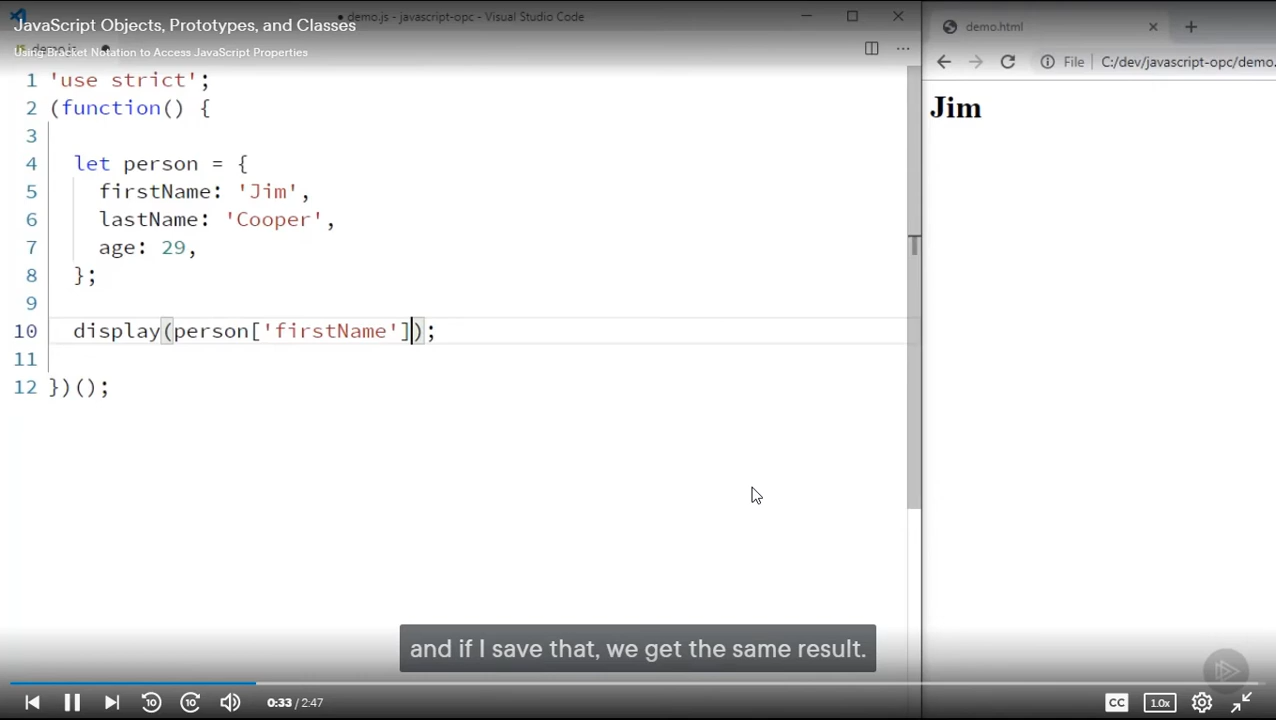 JavaScript Objects, Prototypes, and Classes
● demo.js - javascript-opc - Visual Studio Code
Using Bracket Notation to Access JavaScript Properties
demo.html
File
C:/dev/javascript-opc/demo.
1 'use strict';
2 (function() {
3
4 let person = {
5 firstName: 'Jim',
6 lastName: 'Cooper',
7 age: 29,
8 };
9
10 display(person['firstName']);
11
12 })();
Jim
and if I save that, we get the same result.
10
10
0:33 / 2:47
CC
1.0x